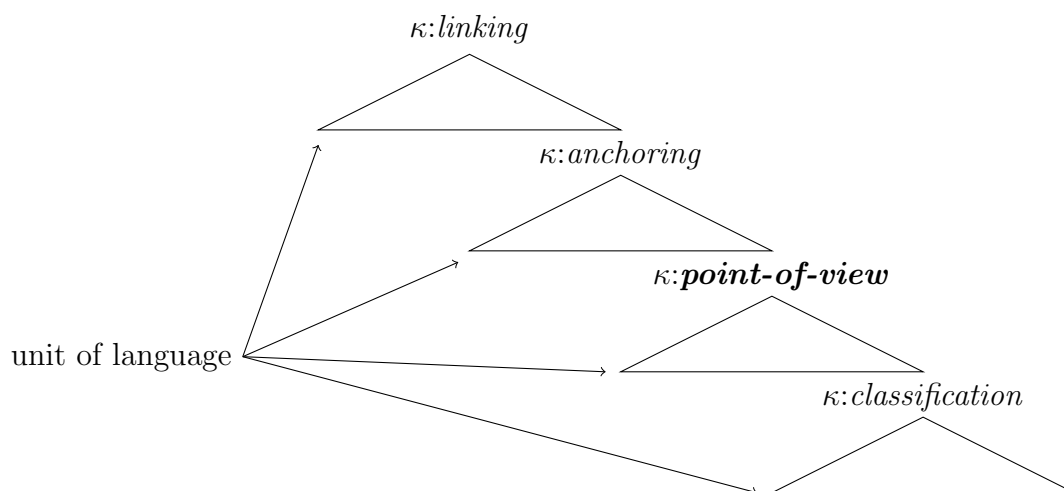 κ:linking
κ:anchoring
κ:point-of-view
unit of language
κ:classification